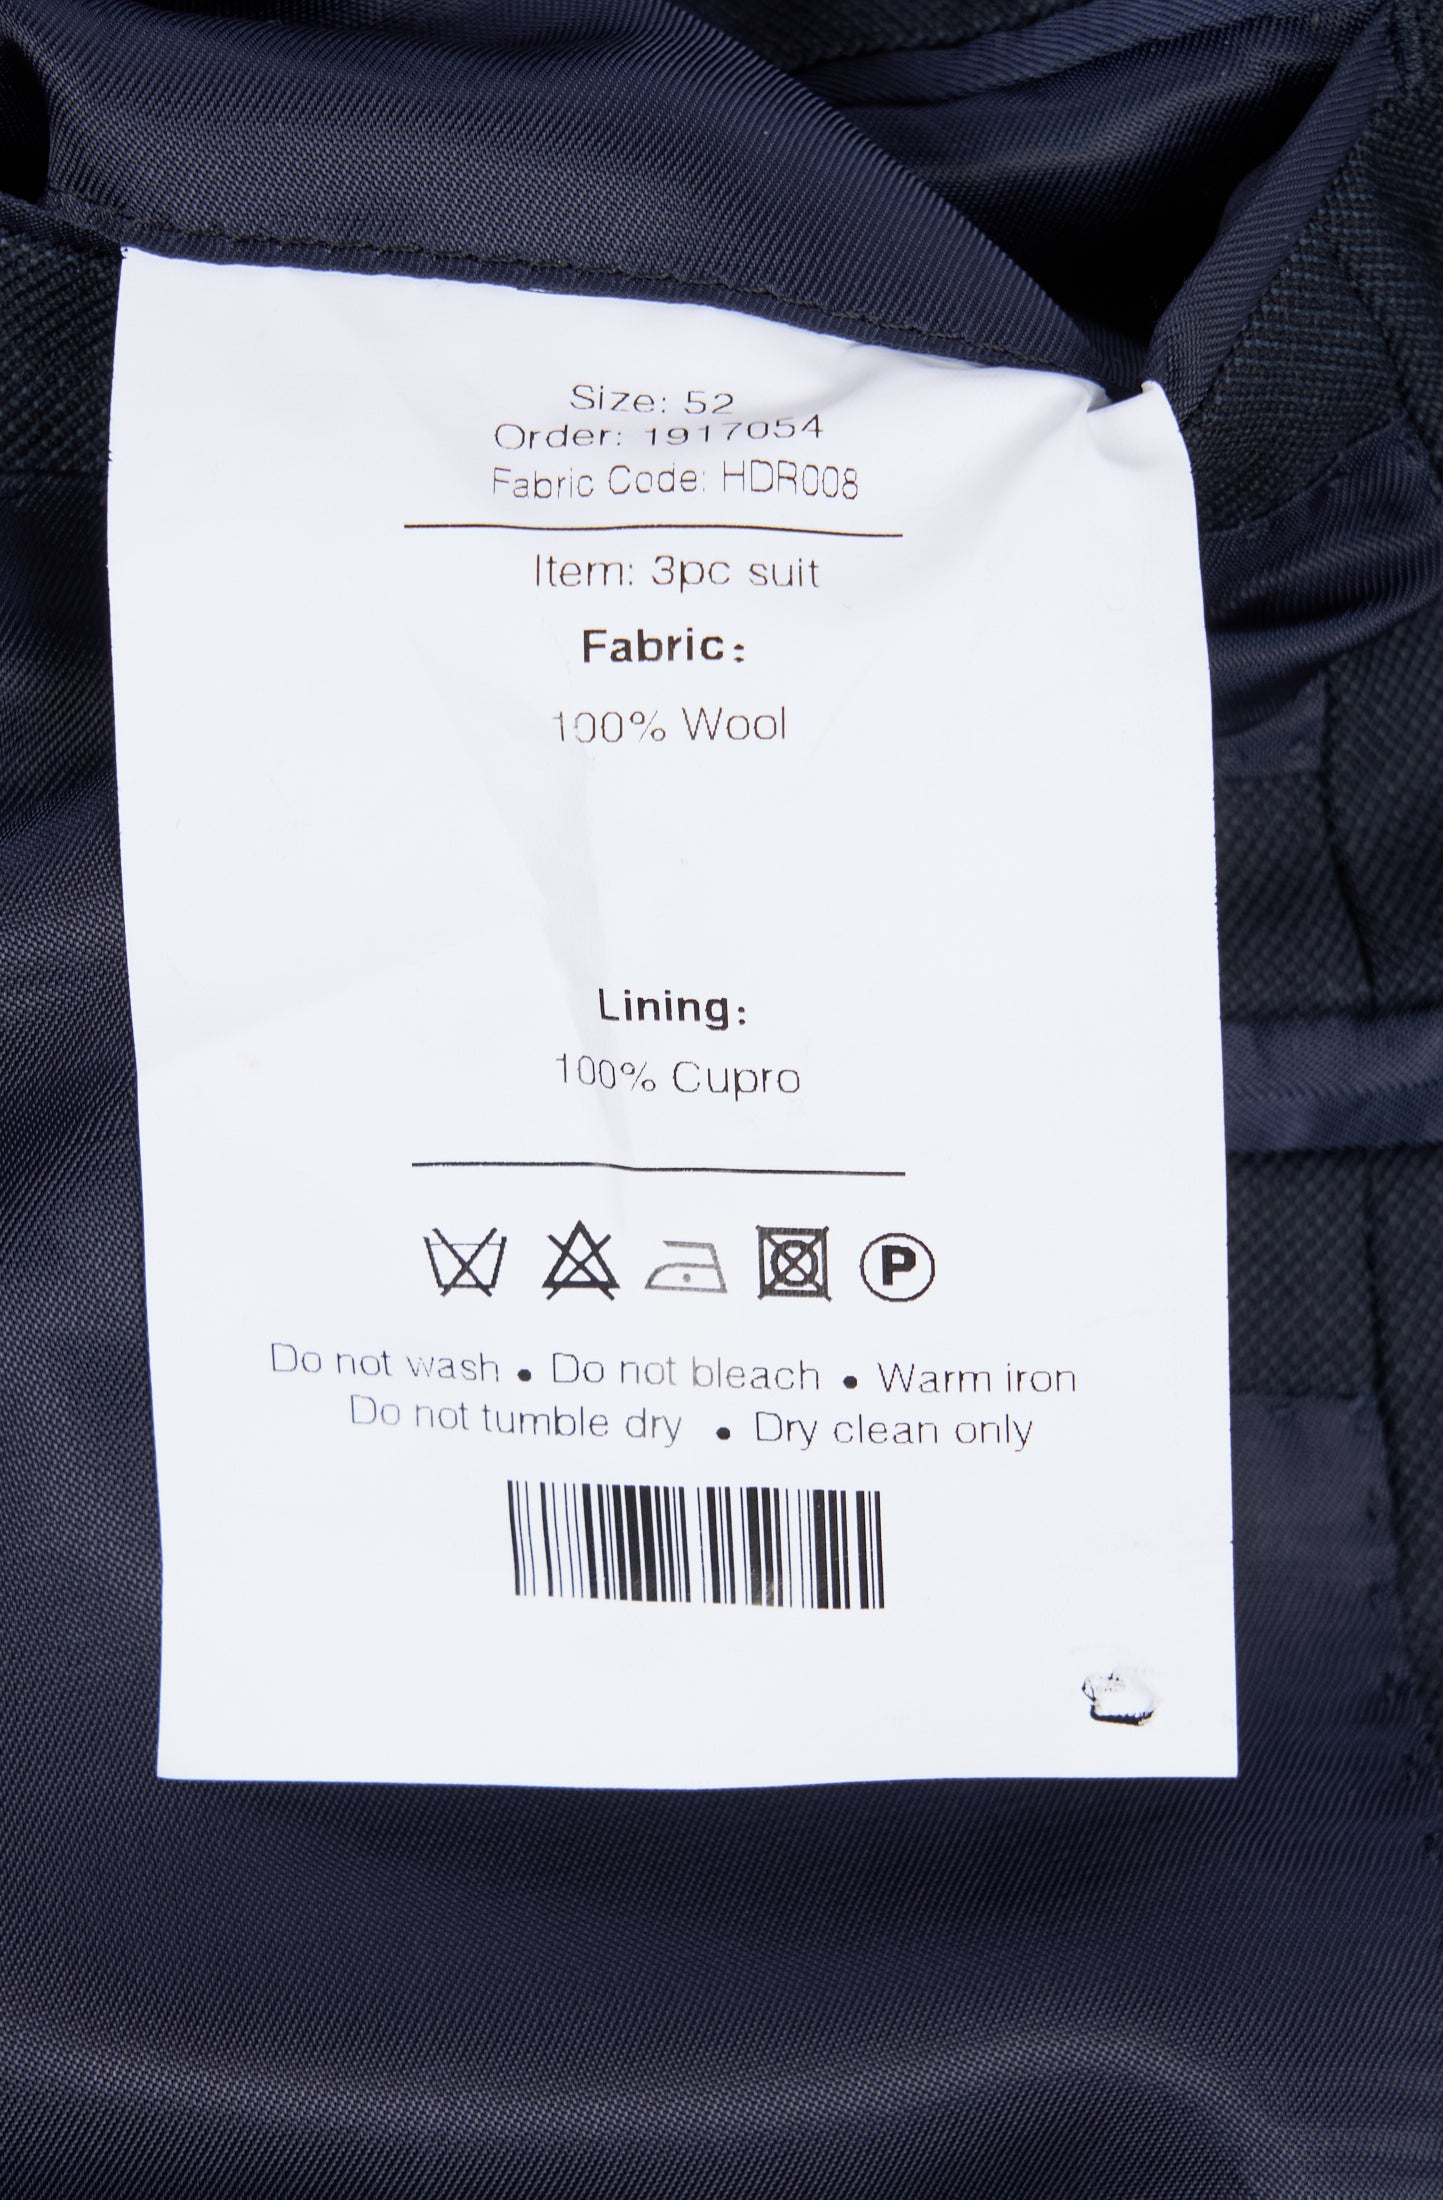 Size: 52
Order: 1917054
Fabric Code: HDR008
Item: 3pc suit
Fabric:
100% Wool
Lining:
100% Cupro
P
Do not wash • Do not bleach • Warm iron
Do not tumble dry • Dry clean only